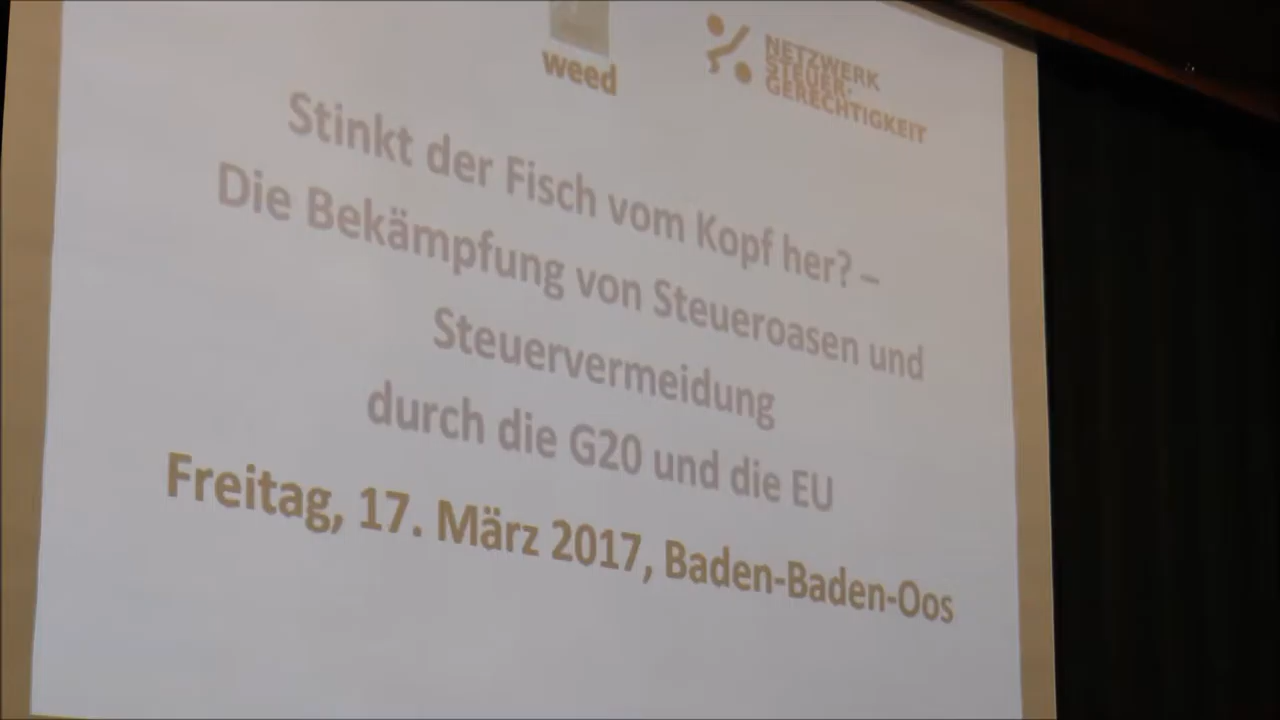 weed
NETZWERK
STEUER-
GERECHTIGKEIT
Stinkt der Fisch vom Kopf her? –
Die Bekämpfung von Steueroasen und
Steuervermeidung
durch die G20 und die EU
Freitag, 17. März 2017, Baden-Baden-Oos